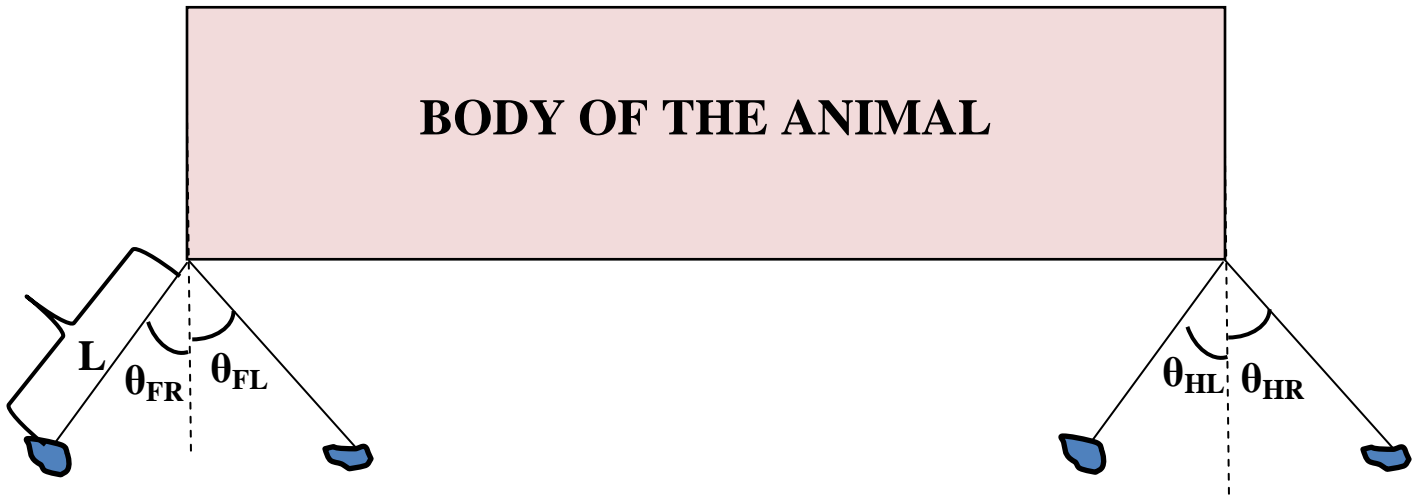 BODY OF THE ANIMAL
L
θFR
θFL
θHL
θHR